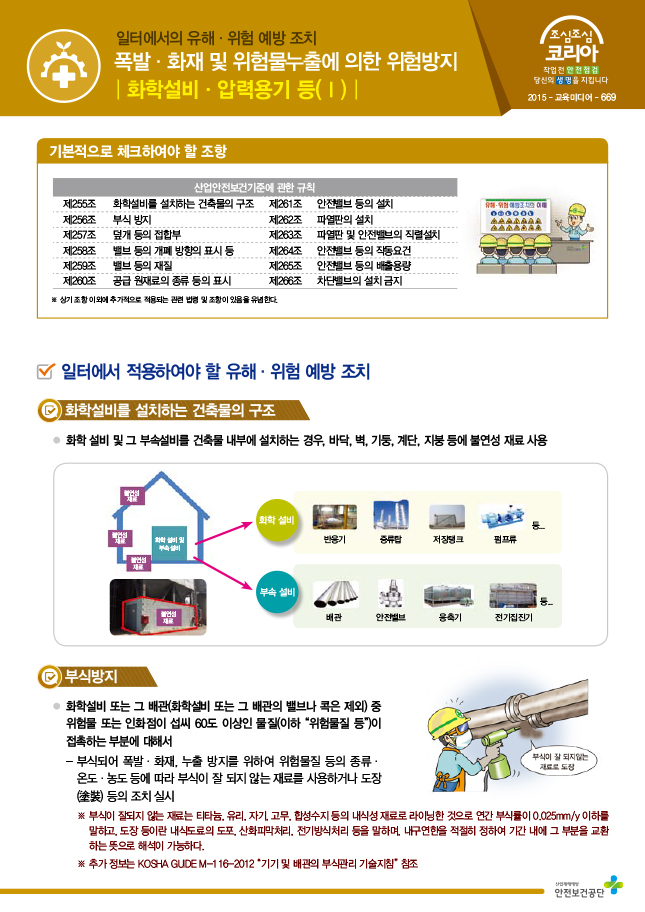 일터에서의 유해 · 위험 예방 조치
폭발 · 화재 및 위험물누출에 의한 위험방지
| 화학설비 · 압력용기 등( I ) |
조심조심
코리아
작업전 안전점검
당신의 생명을 지킵니다
2015 - 교육미디어 - 669
기본적으로 체크하여야 할 조항
산업안전보건기준에 관한 규칙
제255조 화학설비를 설치하는 건축물의 구조 제261조 안전밸브 등의 설치
제256조 부식 방지 제262조 파열판의 설치
제257조 덮개 등의 접합부 제263조 파열판 및 안전밸브의 직렬설치
제258조 밸브 등의 개폐 방향의 표시 등 제264조 안전밸브 등의 작동요건
제259조 밸브 등의 재질 제265조 안전밸브 등의 배출용량
제260조 공급 원재료의 종류 등의 표시 제266조 차단밸브의 설치 금지
※ 상기 조항 이외에 추가적으로 적용되는 관련 법령 및 조항이 있음을 유념한다.
유해·위험 예방조치의 이해
일터에서 적용하여야 할 유해 · 위험 예방 조치
화학설비를 설치하는 건축물의 구조
화학 설비 및 그 부속설비를 건축물 내부에 설치하는 경우, 바닥, 벽, 기둥, 계단, 지붕 등에 불연성 재료 사용
불연성
재료
불연성
재료
화학 설비 및
부속 설비
불연성
재료
불연성
재료
화학 설비
반응기 증류탑 저장탱크 펌프류 등...
부속 설비
배관 안전밸브 응축기 전기집진기 등...
부식방지
화학설비 또는 그 배관(화학설비 또는 그 배관의 밸브나 콕은 제외) 중
위험물 또는 인화점이 섭씨 60도 이상인 물질(이하 “위험물질 등”)이
접촉하는 부분에 대해서
– 부식되어 폭발 · 화재, 누출 방지를 위하여 위험물질 등의 종류 ·
온도 · 농도 등에 따라 부식이 잘 되지 않는 재료를 사용하거나 도장
(塗裝) 등의 조치 실시
부식이 잘 되지않는
재료로 도장
※ 부식이 잘되지 않는 재료는 티타늄, 유리, 자기, 고무, 합성수지 등의 내식성 재료로 라이닝한 것으로 연간 부식률이 0.025mm/y 이하를
말하고, 도장 등이란 내식도료의 도포, 산화피막처리, 전기방식처리 등을 말하며, 내구연한을 적절히 정하여 기간 내에 그 부분을 교환
하는 뜻으로 해석이 가능하다.
※ 추가 정보는 KOSHA GUIDE M-116-2012 “기기 및 배관의 부식관리 기술지침” 참조
산업재해예방
안전보건공단